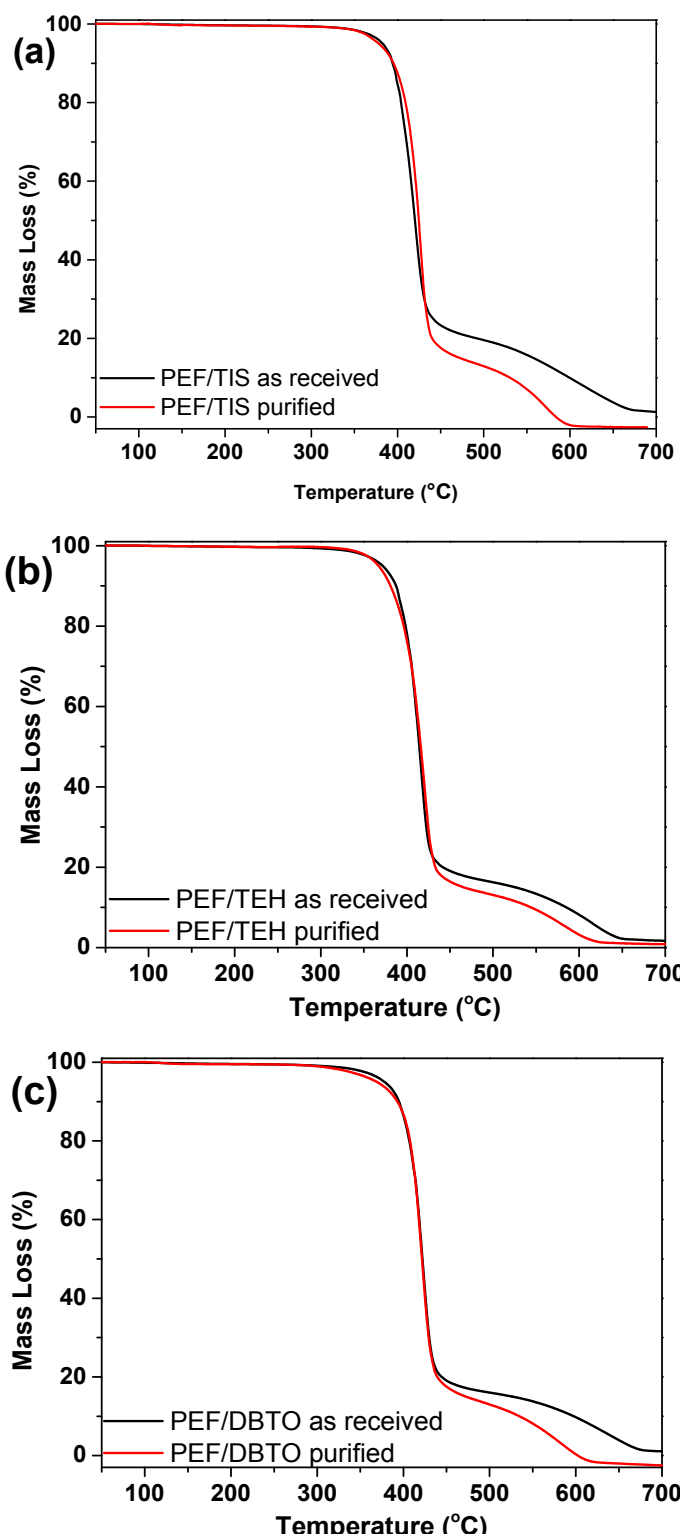 (a)
100
80
60
40
20
0
Mass Loss (%)
PEF/TIS as received
PEF/TIS purified
100 200 300 400 500 600 700
Temperature (°C)
(b)
100
80
60
40
20
0
Mass Loss (%)
PEF/TEH as received
PEF/TEH purified
100 200 300 400 500 600 700
Temperature (°C)
(c)
100
80
60
40
20
0
Mass Loss (%)
PEF/DBTO as received
PEF/DBTO purified
100 200 300 400 500 600 700
Temperature (°C)